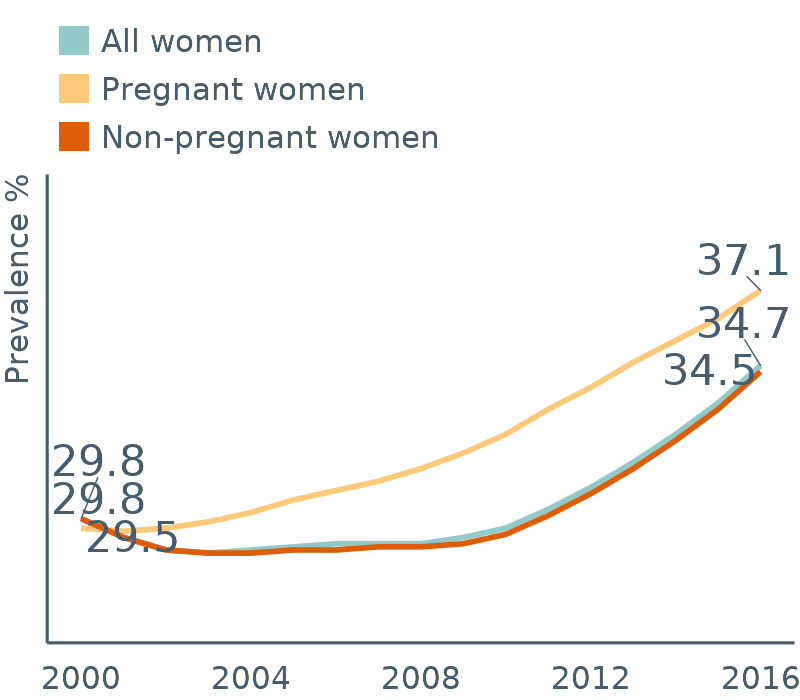 All women
Pregnant women
Non-pregnant women
Prevalence %
37.1
34.7
34.5
29.8
29.8
29.5
2000 2004 2008 2012 2016